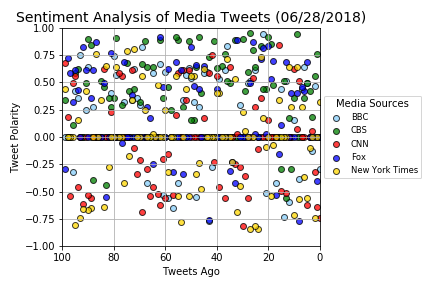 Sentiment Analysis of Media Tweets (06/28/2018)
1.00
0.75
0.50
0.25
0.00
−0.25
−0.50
−0.75
−1.00
Tweet Polarity
100 80 60 40 20 0
Tweets Ago
Media Sources
BBC
CBS
CNN
Fox
New York Times